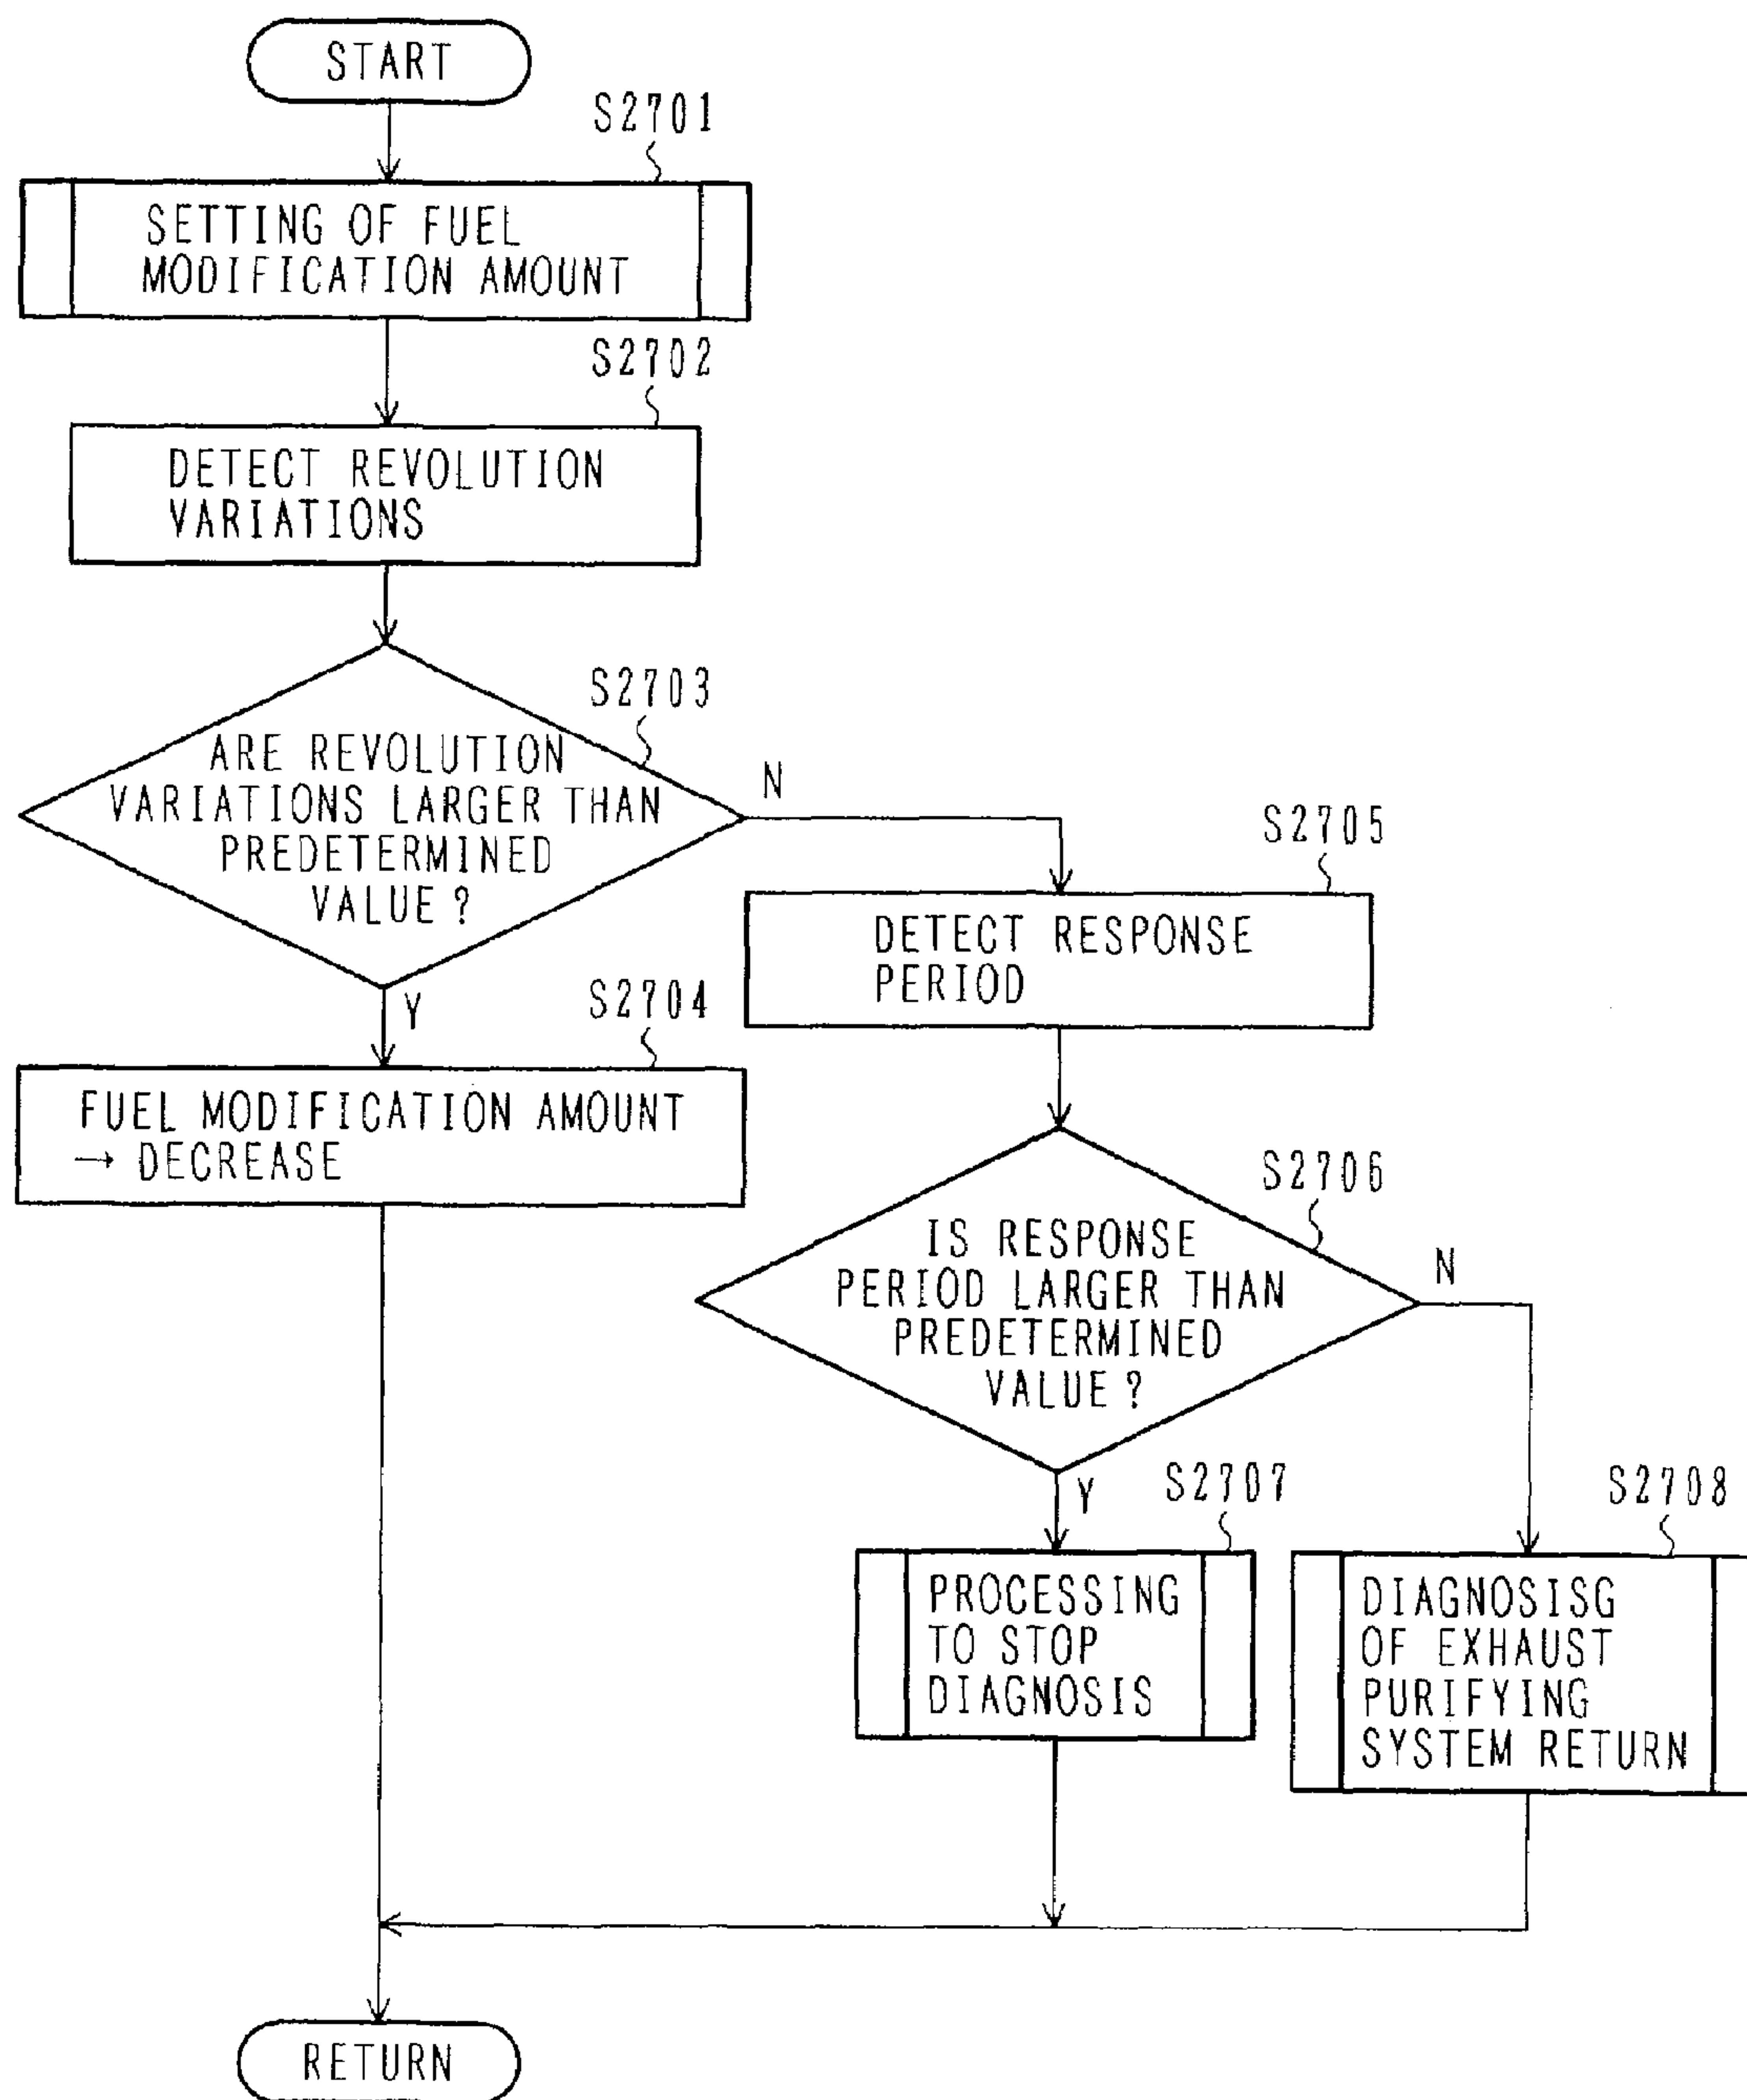 START
S2701
SETTING OF FUEL
MODIFICATION AMOUNT
S2702
DETECT REVOLUTION
VARIATIONS
S2703
ARE REVOLUTION
VARIATIONS LARGER THAN
PREDETERMINED
VALUE?
N
Y
S2704
FUEL MODIFICATION AMOUNT
→ DECREASE
S2705
DETECT RESPONSE
PERIOD
S2706
IS RESPONSE
PERIOD LARGER THAN
PREDETERMINED
VALUE?
N
Y
S2707
PROCESSING
TO STOP
DIAGNOSIS
S2708
DIAGNOSISG
OF EXHAUST
PURIFYING
SYSTEM RETURN
RETURN